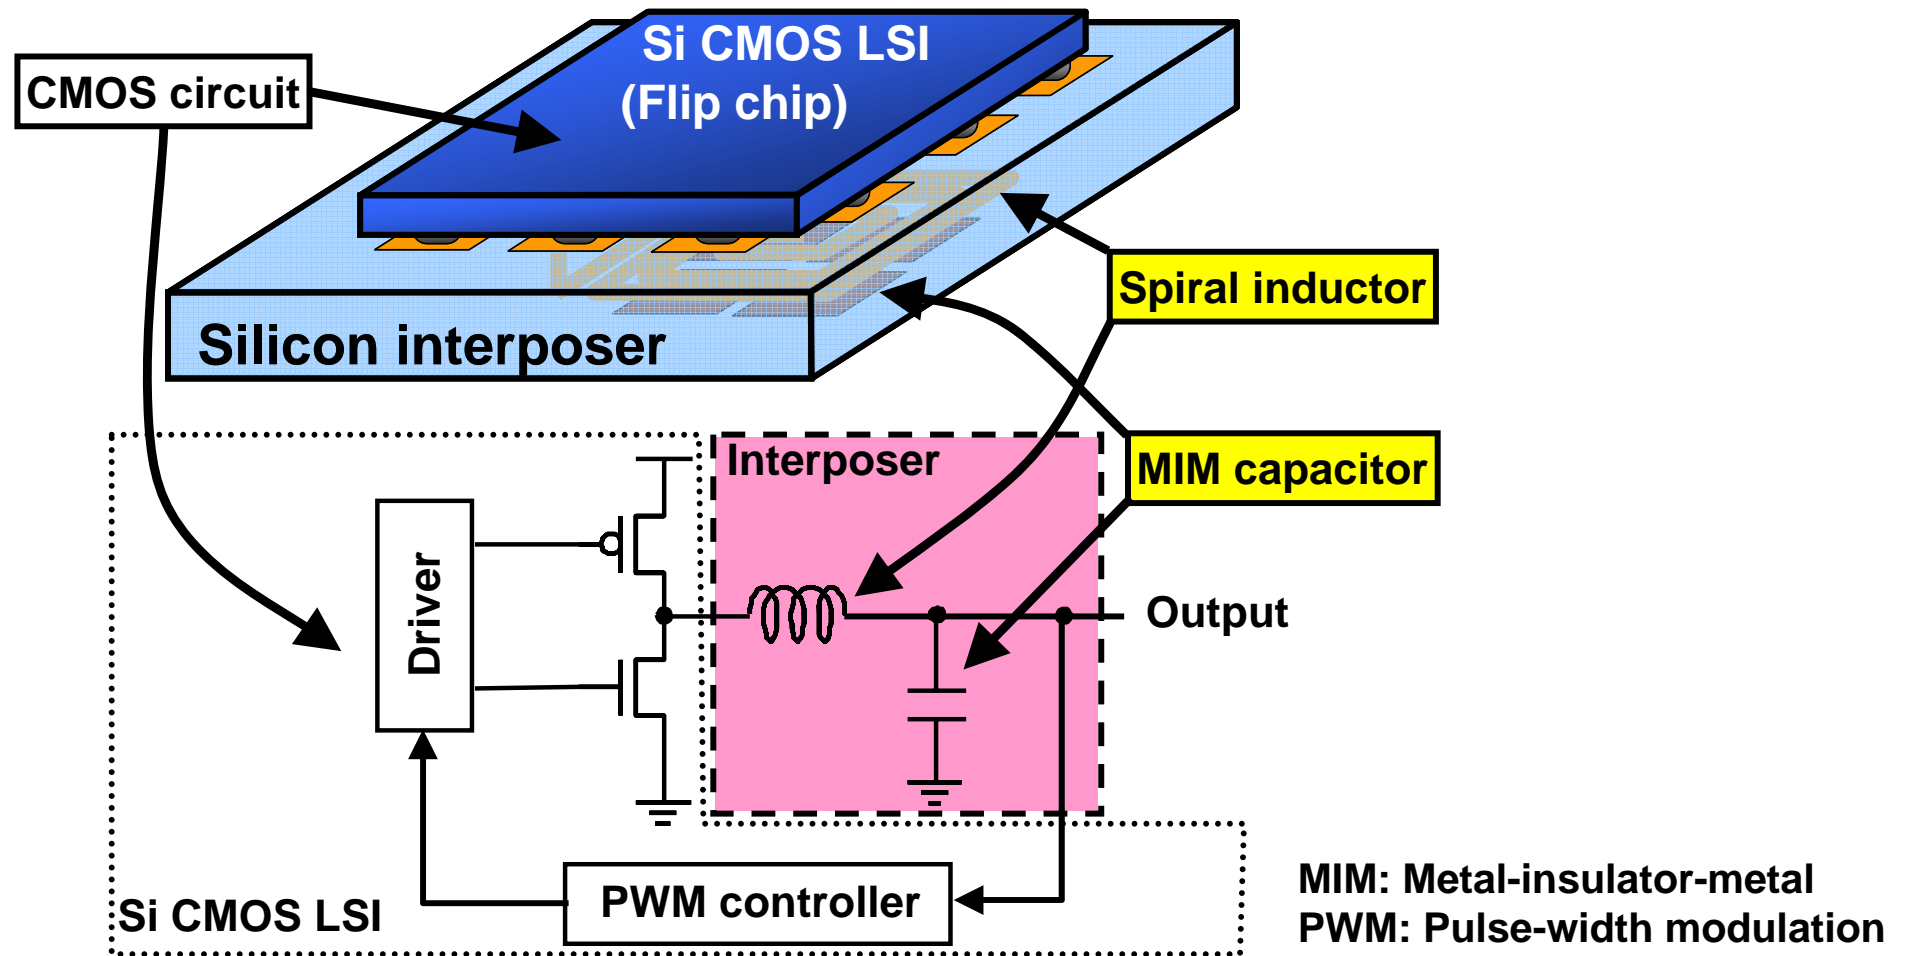 Si CMOS LSI
(Flip chip)
CMOS circuit
Spiral inductor
Silicon interposer
Interposer
MIM capacitor
Driver
Output
PWM controller
Si CMOS LSI
MIM: Metal-insulator-metal
PWM: Pulse-width modulation